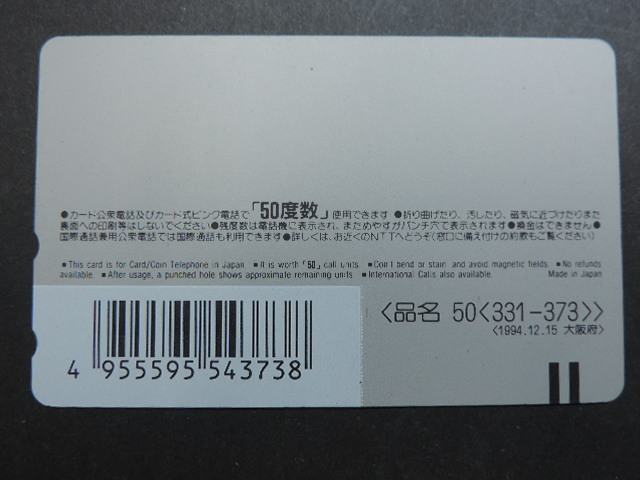 ●カード公衆電話及びカード式ピンク電話で「50度数」使用できます ●折り曲げたり、汚したり、磁気に近づけたりまた
裏面への印刷等はしないでください●残度数は電話機に表示され、まためやすがパンチ穴で表示されます●換金はできません●
国際通話兼用公衆電話では国際通話も利用できます●詳しくは、お近くのNTTへどうぞ(窓口に備え付けの約款もご覧ください)
■This card is for Card/Coin Telephone in Japan ■It is worth「50」call units ■Don't bend or stain and avoid magnetic fields. ■No refunds
available. ■After usage, a punched hole shows approximate remaining units ■International Calls also available. Made in Japan
〈品名 50〈331-373〉〉
〈1994.12.15 大阪府〉
4 955595 543738